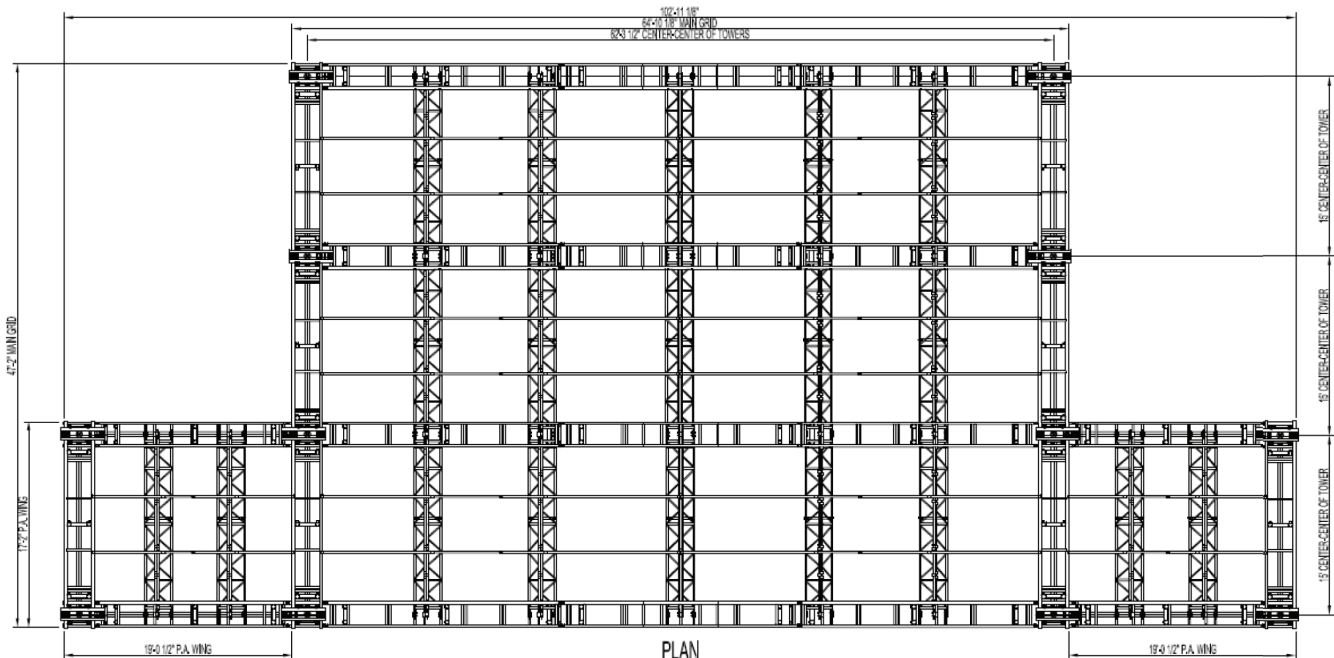 102'-11 1/8"
64'-10 1/8" MAIN GRID
62'-3 1/2" CENTER-CENTER OF TOWERS
47'-2" MAIN GRID
15' CENTER-CENTER OF TOWER
15' CENTER-CENTER OF TOWER
15' CENTER-CENTER OF TOWER
17'-2" P.A. WING
19'-0 1/2" P.A. WING
PLAN
19'-0 1/2" P.A. WING